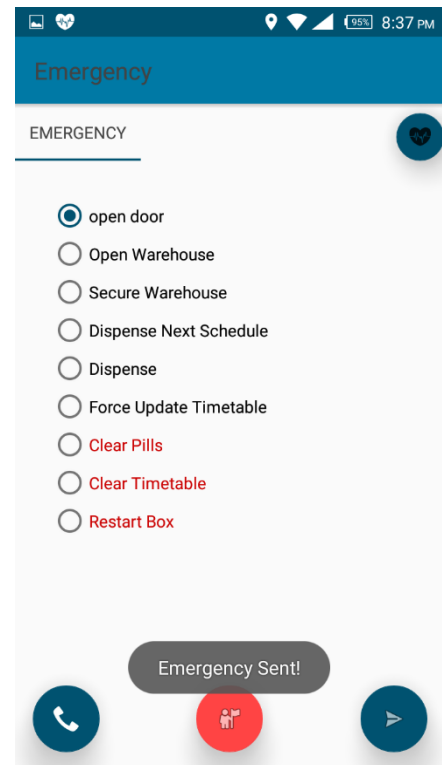 95% 8:37 PM
Emergency
EMERGENCY
open door
Open Warehouse
Secure Warehouse
Dispense Next Schedule
Dispense
Force Update Timetable
Clear Pills
Clear Timetable
Restart Box
Emergency Sent!